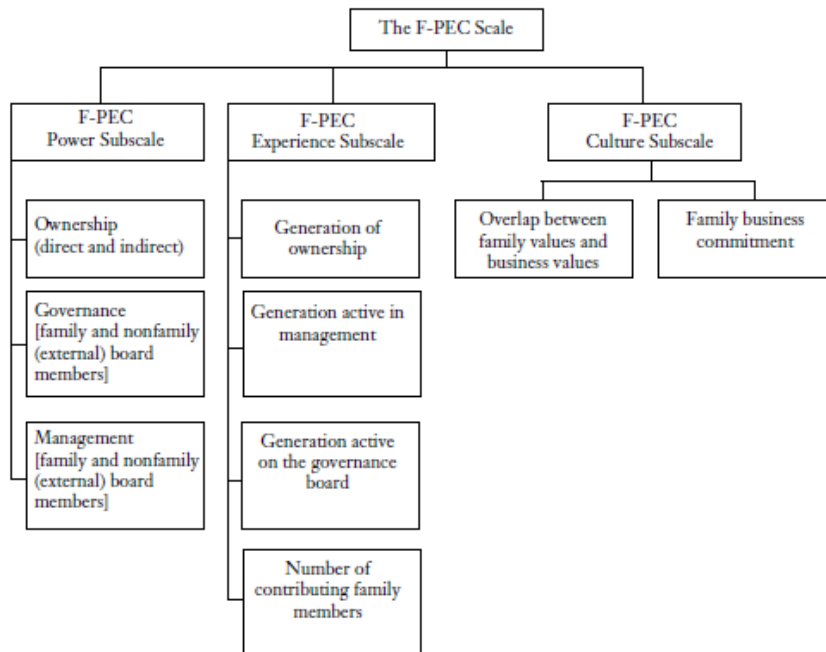 The F-PEC Scale
F-PEC
Power Subscale
Ownership
(direct and indirect)
Governance
[family and nonfamily
(external) board
members]
Management
[family and nonfamily
(external) board
members]
F-PEC
Experience Subscale
Generation of
ownership
Generation active in
management
Generation active
on the governance
board
Number of
contributing family
members
F-PEC
Culture Subscale
Overlap between
family values and
business values
Family business
commitment